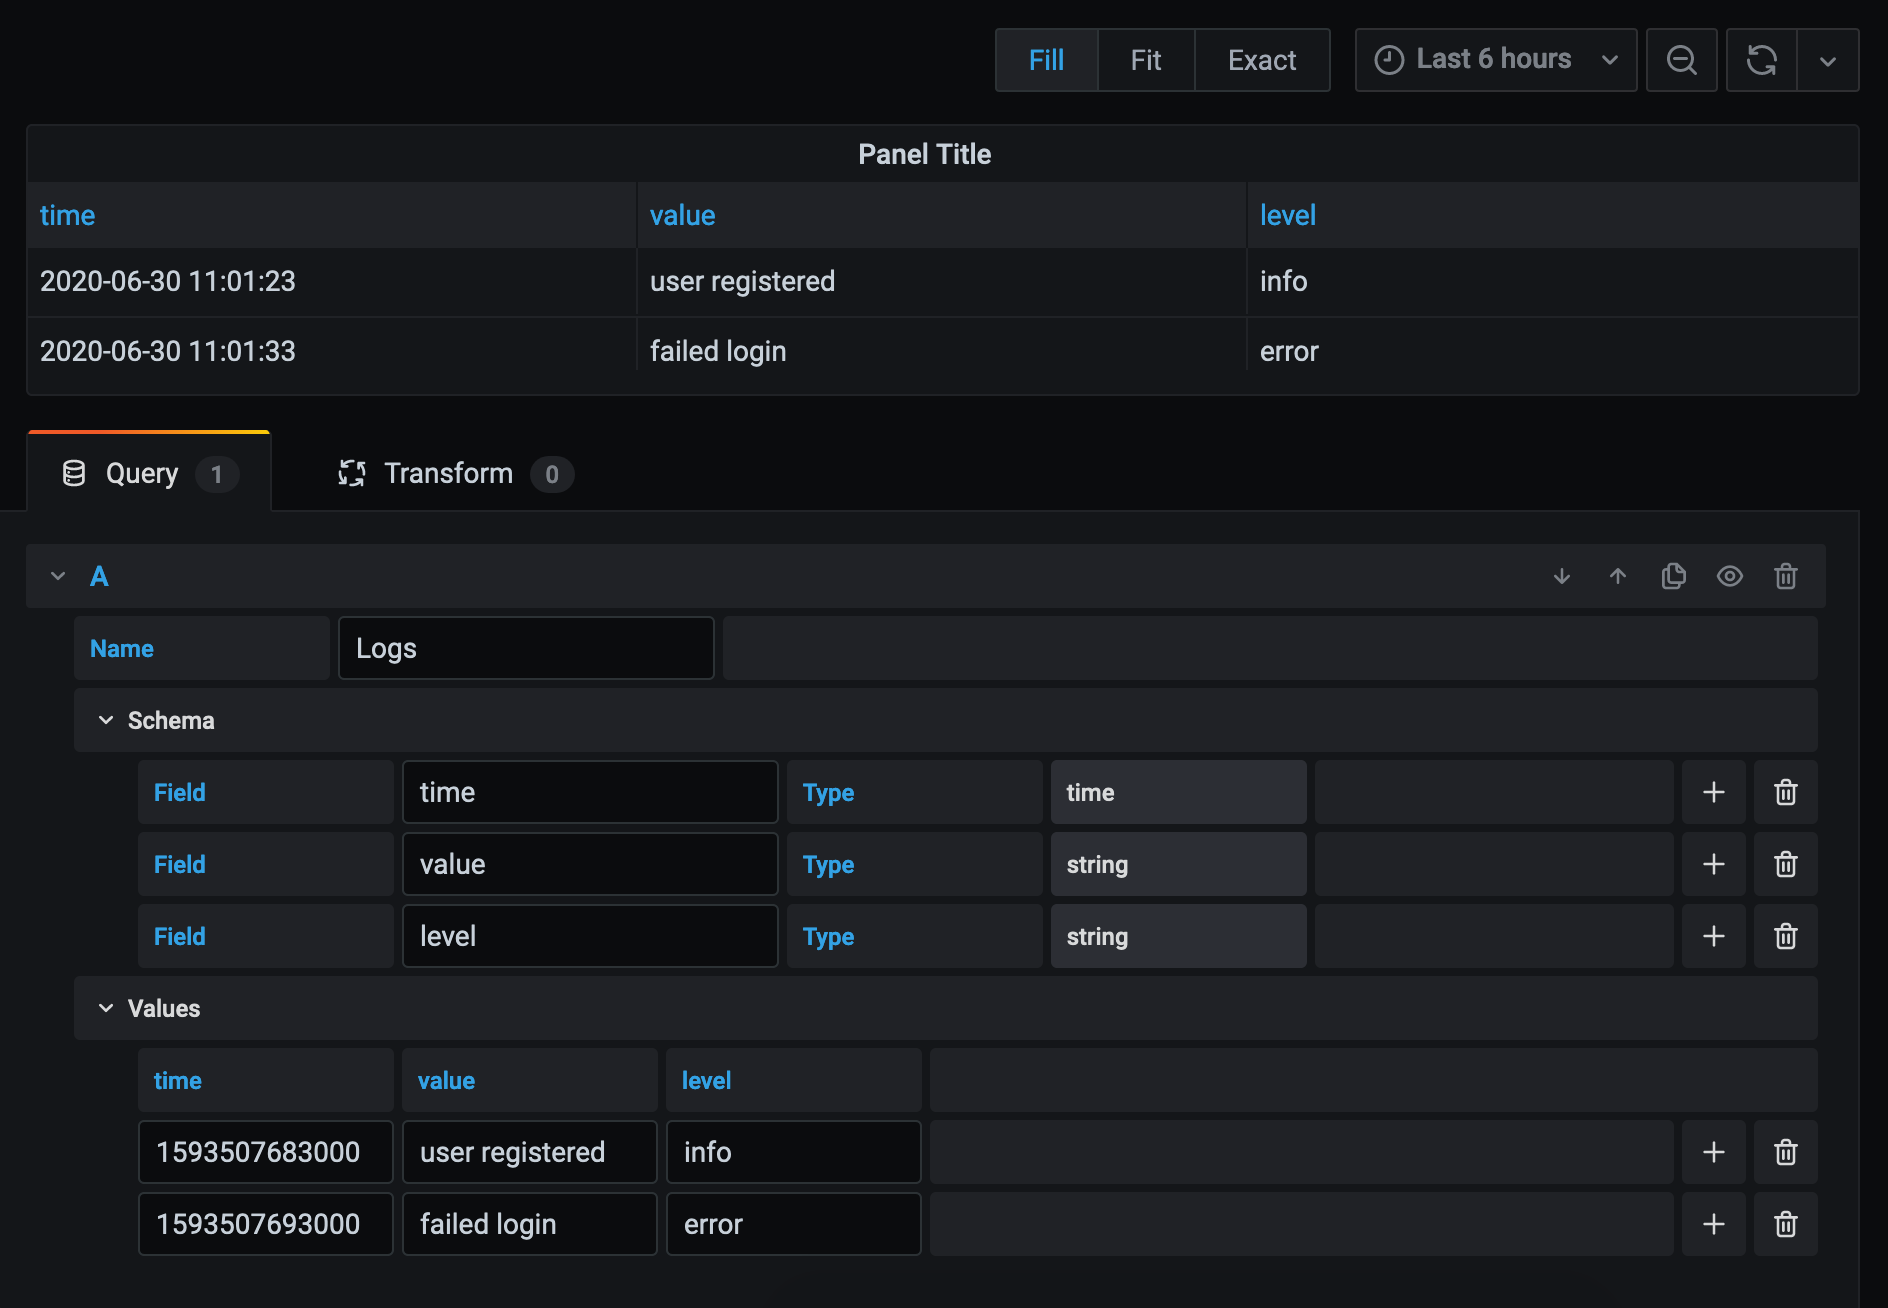 Fill Fit Exact Last 6 hours
Panel Title
time value level
2020-06-30 11:01:23 user registered info
2020-06-30 11:01:33 failed login error
Query 1 Transform 0
A
Name Logs
Schema
Field time Type time
Field value Type string
Field level Type string
Values
time value level
1593507683000 user registered info
1593507693000 failed login error